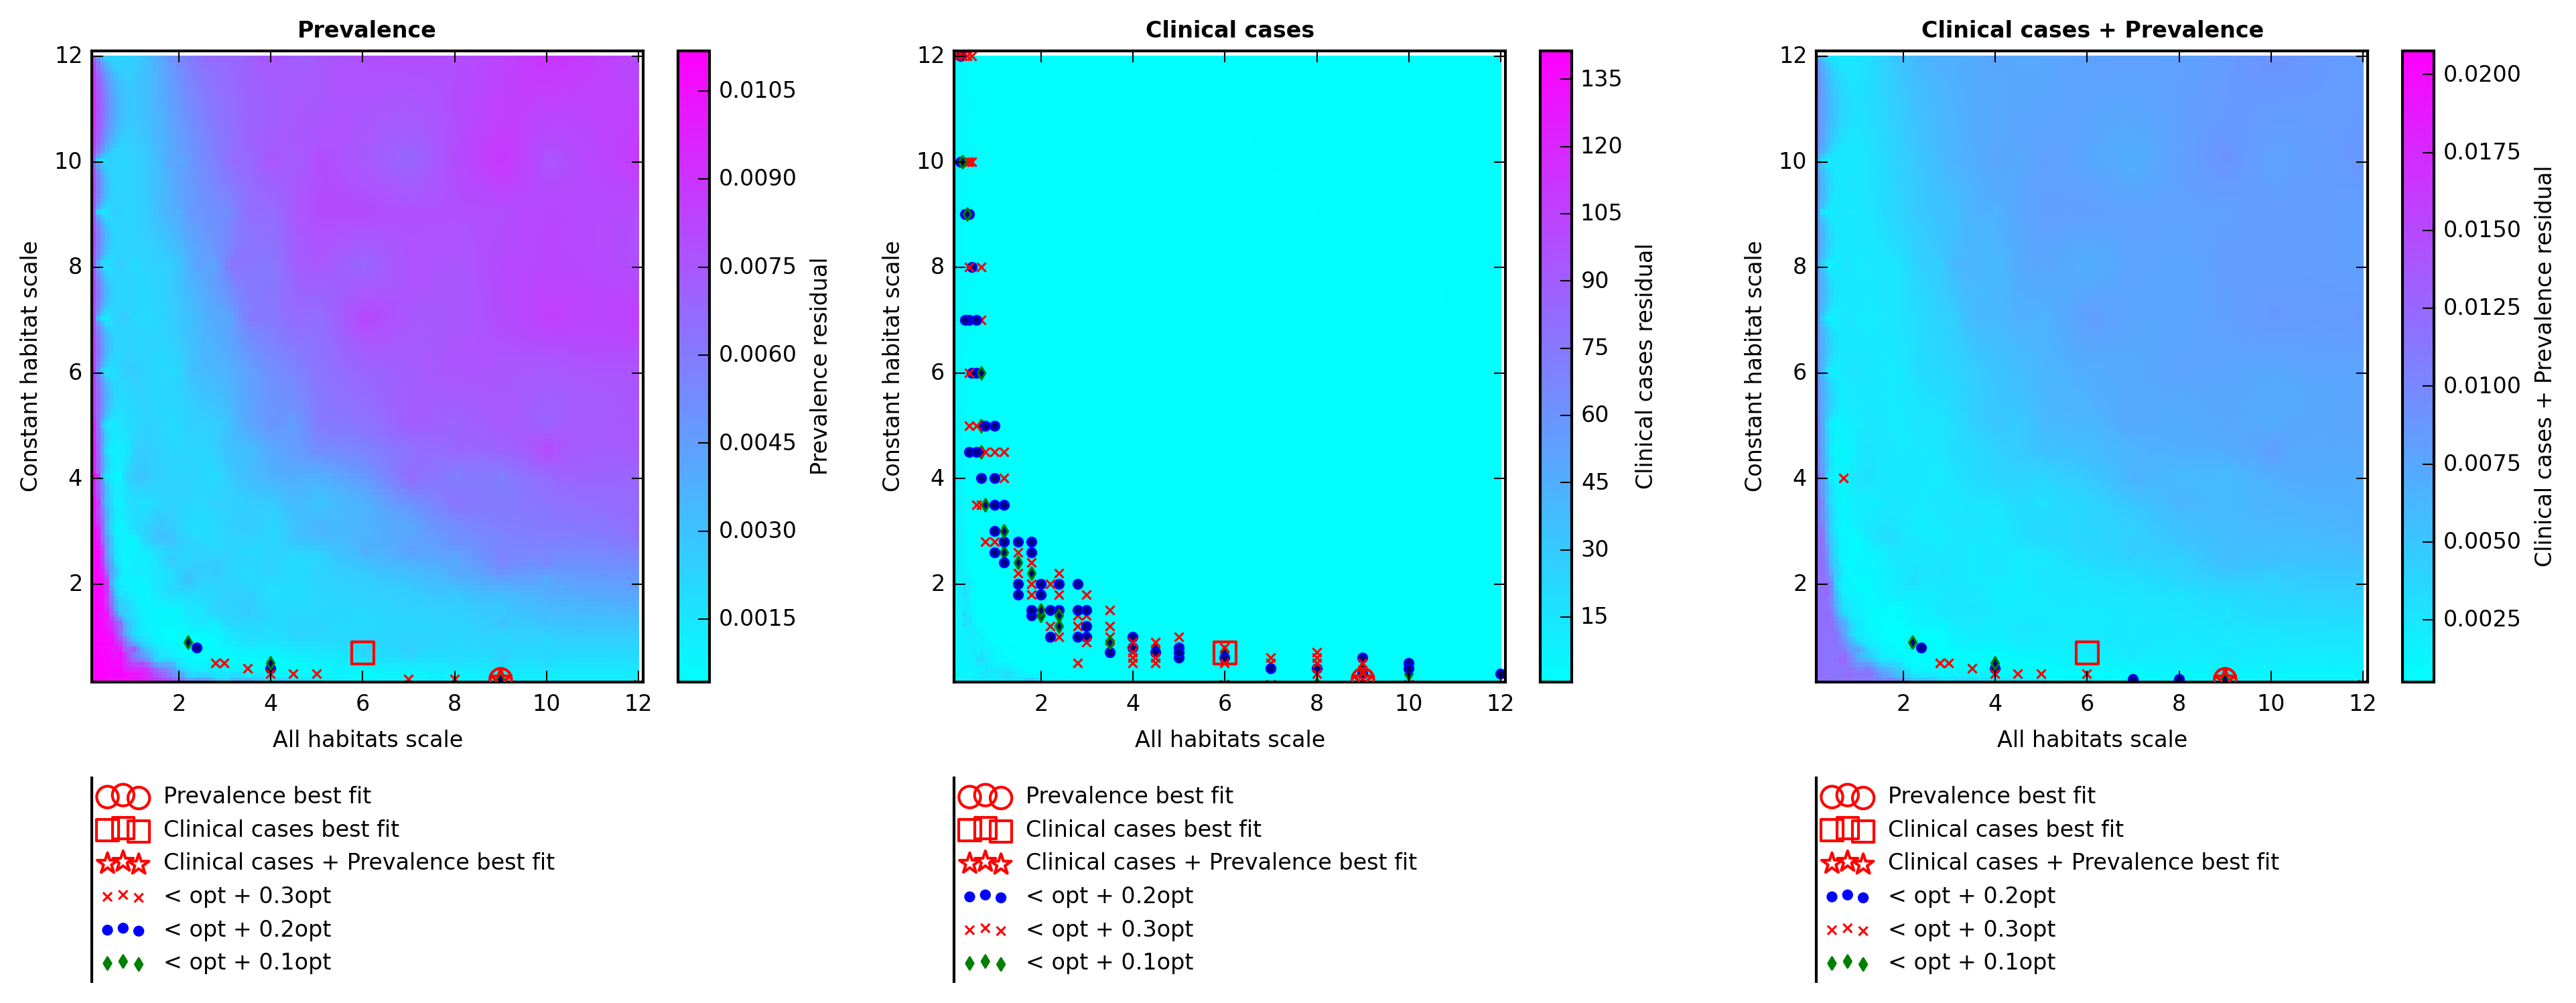 Prevalence
12
10
8
6
4
2
2 4 6 8 10 12
Constant habitat scale
All habitats scale
0.0105
0.0090
0.0075
0.0060
0.0045
0.0030
0.0015
Prevalence residual
Prevalence best fit
Clinical cases best fit
Clinical cases + Prevalence best fit
< opt + 0.3opt
< opt + 0.2opt
< opt + 0.1opt
Clinical cases
12
10
8
6
4
2
2 4 6 8 10 12
Constant habitat scale
All habitats scale
135
120
105
90
75
60
45
30
15
Clinical cases residual
Prevalence best fit
Clinical cases best fit
Clinical cases + Prevalence best fit
< opt + 0.2opt
< opt + 0.3opt
< opt + 0.1opt
Clinical cases + Prevalence
12
10
8
6
4
2
2 4 6 8 10 12
Constant habitat scale
All habitats scale
0.0200
0.0175
0.0150
0.0125
0.0100
0.0075
0.0050
0.0025
Clinical cases + Prevalence residual
Prevalence best fit
Clinical cases best fit
Clinical cases + Prevalence best fit
< opt + 0.2opt
< opt + 0.3opt
< opt + 0.1opt